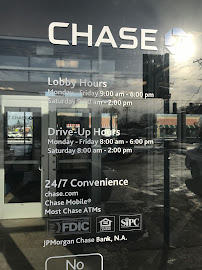 CHASE
Lobby Hours
Monday - Friday 9:00 am - 6:00 pm
Saturday am - 2:00 pm
Drive-Up Hours
Monday - Friday 8:00 am - 6:00 pm
Saturday 8:00 am - 2:00 pm
24/7 Convenience
chase.com
Chase Mobile®
Most Chase ATMs
FDIC SIPC
JPMorgan Chase Bank, N.A.
No